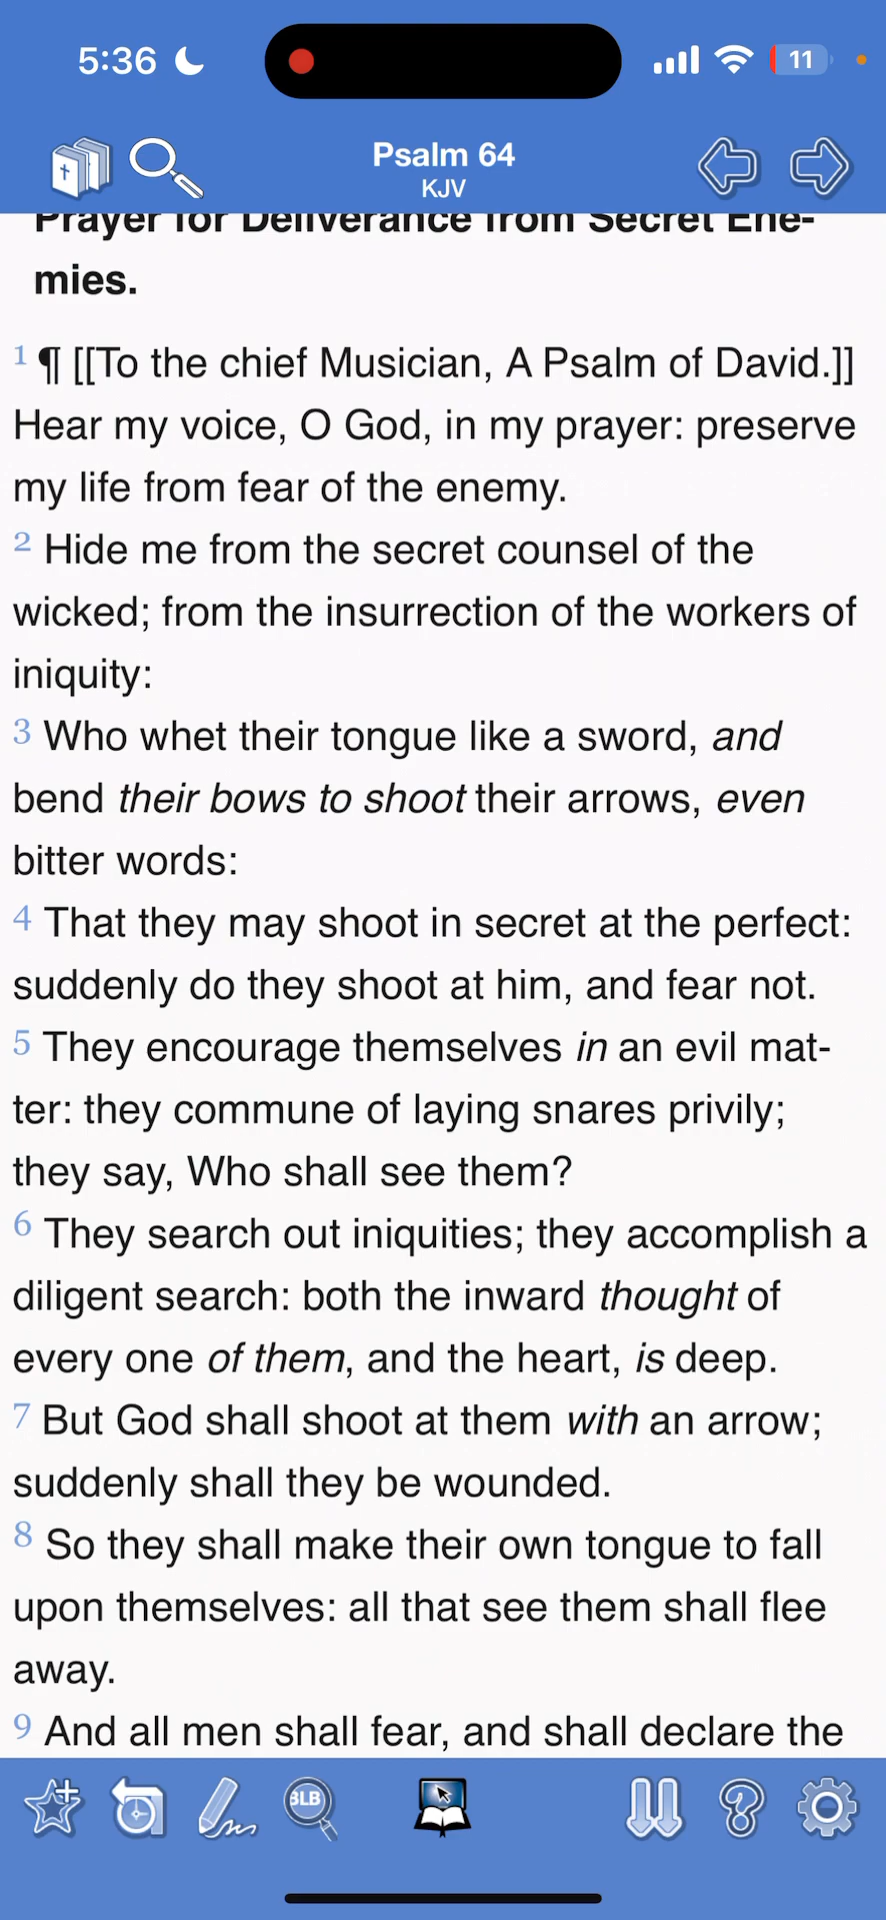 5:36
11
Psalm 64
KJV
Prayer for Deliverance from Secret Ene-
mies.
1 ¶ [[To the chief Musician, A Psalm of David.]]
Hear my voice, O God, in my prayer: preserve
my life from fear of the enemy.
2 Hide me from the secret counsel of the
wicked; from the insurrection of the workers of
iniquity:
3 Who whet their tongue like a sword, and
bend their bows to shoot their arrows, even
bitter words:
4 That they may shoot in secret at the perfect:
suddenly do they shoot at him, and fear not.
5 They encourage themselves in an evil mat-
ter: they commune of laying snares privily;
they say, Who shall see them?
6 They search out iniquities; they accomplish a
diligent search: both the inward thought of
every one of them, and the heart, is deep.
7 But God shall shoot at them with an arrow;
suddenly shall they be wounded.
8 So they shall make their own tongue to fall
upon themselves: all that see them shall flee
away.
9 And all men shall fear, and shall declare the
BLB